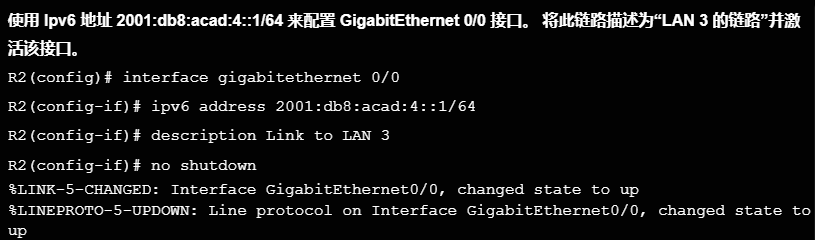 使用 Ipv6 地址 2001:db8:acad:4::1/64 来配置 GigabitEthernet 0/0 接口。 将此链路描述为“LAN 3 的链路”并激
活该接口。
R2(config)# interface gigabitethernet 0/0
R2(config-if)# ipv6 address 2001:db8:acad:4::1/64
R2(config-if)# description Link to LAN 3
R2(config-if)# no shutdown
%LINK-5-CHANGED: Interface GigabitEthernet0/0, changed state to up
%LINEPROTO-5-UPDOWN: Line protocol on Interface GigabitEthernet0/0, changed state to
up